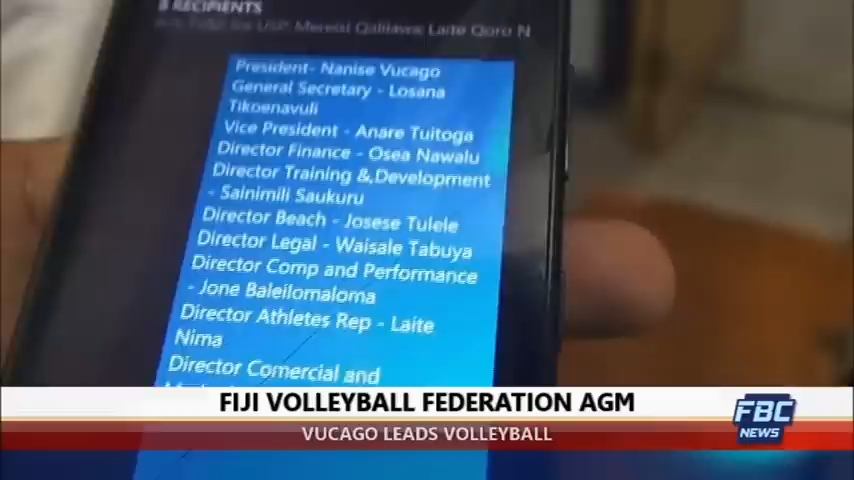 8 RECIPIENTS
President- Nanise Vucago
General Secretary - Losana
Tikoenavuli
Vice President - Anare Tuitoga
Director Finance - Osea Nawalu
Director Training &,Development
- Sainimili Saukuru
Director Beach - Josese Tulele
Director Legal - Waisale Tabuya
Director Comp and Performance
- Jone Baleilomaloma
Director Athletes Rep - Laite
Nima
Director Comercial and
FIJI VOLLEYBALL FEDERATION AGM
VUCAGO LEADS VOLLEYBALL
FBC
NEWS